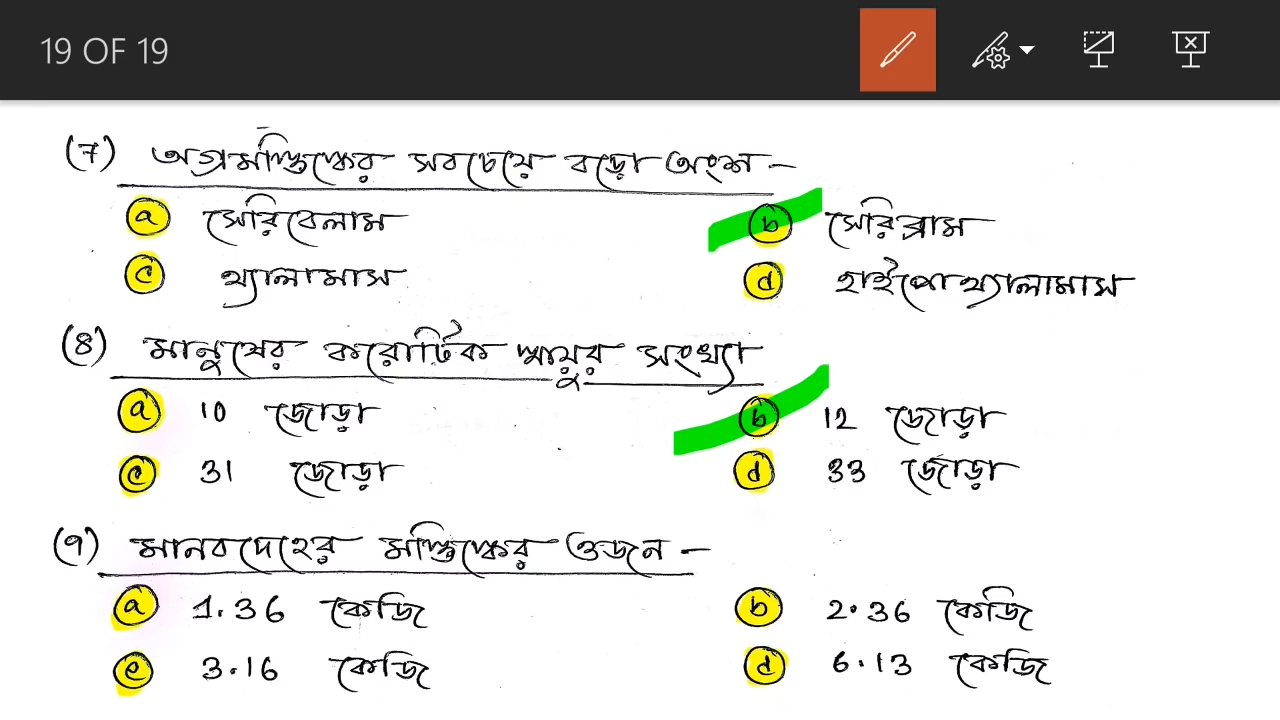 19 OF 19
(7) অগ্রমস্তিষ্কের সবচেয়ে বড়ো অংশ -
a সেরিবেলাম b সেরিব্রাম
c থ্যালামাস d হাইপোথ্যালামাস
(8) মানুষের করোটিক স্নায়ুর সংখ্যা
a 10 জোড়া b 12 জোড়া
c 31 জোড়া d 33 জোড়া
(9) মানবদেহের মস্তিষ্কের ওজন -
a 1.36 কেজি b 2.36 কেজি
c 3.16 কেজি d 6.13 কেজি